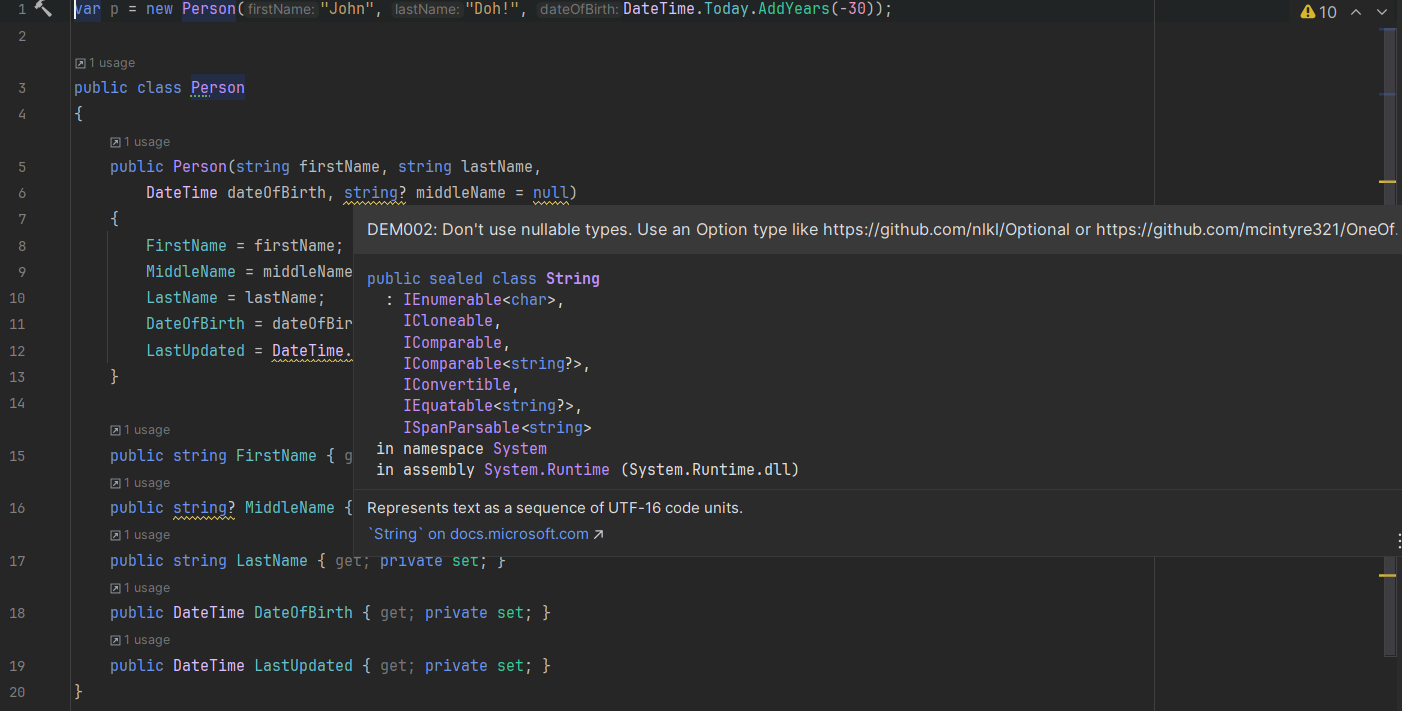 1 var p = new Person(firstName: "John", lastName: "Doh!", dateOfBirth: DateTime.Today.AddYears(-30));
10
2
1 usage
3 public class Person
4 {
1 usage
5 public Person(string firstName, string lastName,
6 DateTime dateOfBirth, string? middleName = null)
7 {
DEM002: Don't use nullable types. Use an Option type like https://github.com/nlkl/Optional or https://github.com/mcintyre321/OneOf.
8 FirstName = firstName;
9 MiddleName = middleName
10 LastName = lastName;
11 DateOfBirth = dateOfBir
12 LastUpdated = DateTime.
13 }
14
public sealed class String
: IEnumerable<char>,
ICloneable,
IComparable,
IComparable<string?>,
IConvertible,
IEquatable<string?>,
ISpanParsable<string>
in namespace System
in assembly System.Runtime (System.Runtime.dll)
Represents text as a sequence of UTF-16 code units.
`String` on docs.microsoft.com
1 usage
15 public string FirstName { g
1 usage
16 public string? MiddleName {
1 usage
17 public string LastName { get; private set; }
1 usage
18 public DateTime DateOfBirth { get; private set; }
1 usage
19 public DateTime LastUpdated { get; private set; }
20 }